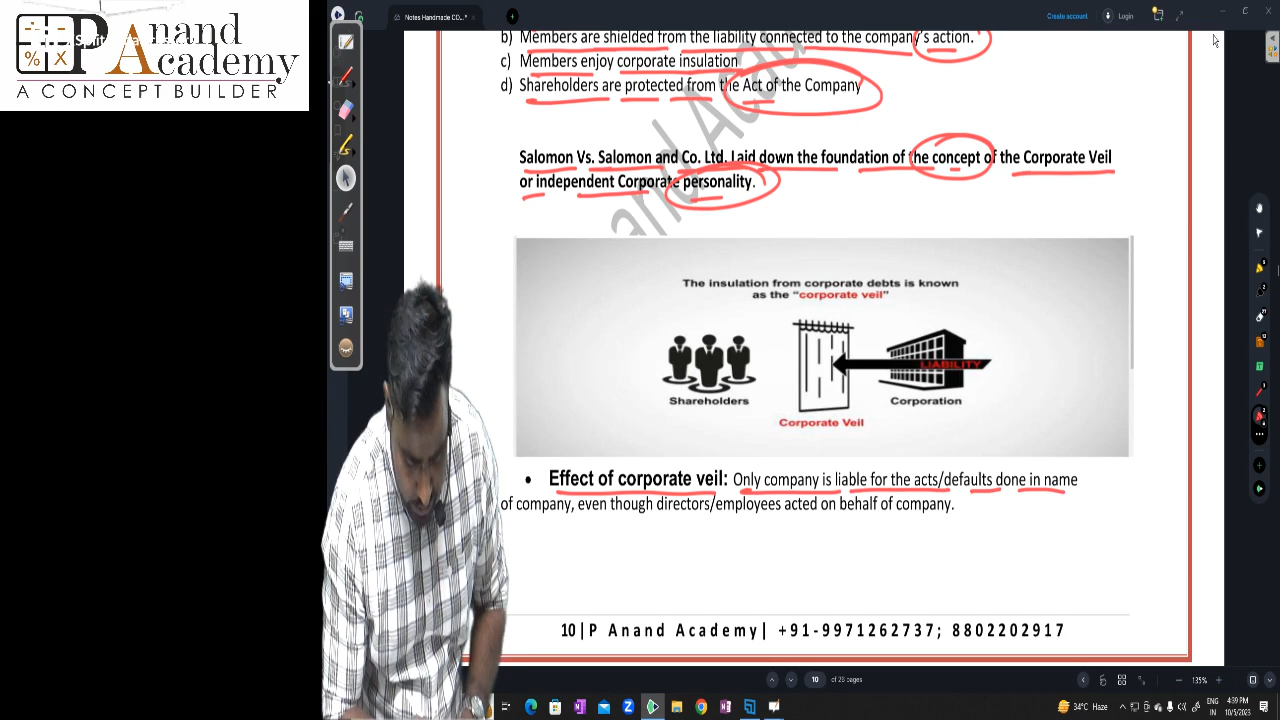 P Anand
Academy
A CONCEPT BUILDER
Notes Handmade CO...*
Create account
Login
b) Members are shielded from the liability connected to the company's action.
c) Members enjoy corporate insulation
d) Shareholders are protected from the Act of the Company
Salomon Vs. Salomon and Co. Ltd. Laid down the foundation of the concept of the Corporate Veil
or independent Corporate personality.
The insulation from corporate debts is known
as the "corporate veil"
LIABILITY
Shareholders
Corporation
Corporate Veil
• Effect of corporate veil: Only company is liable for the acts/defaults done in name
of company, even though directors/employees acted on behalf of company.
10|P Anand Academy| +91-9971262737; 8802202917
10 of 28 pages
135%
34°C Haze
ENG
IN
4:39 PM
10/5/2023